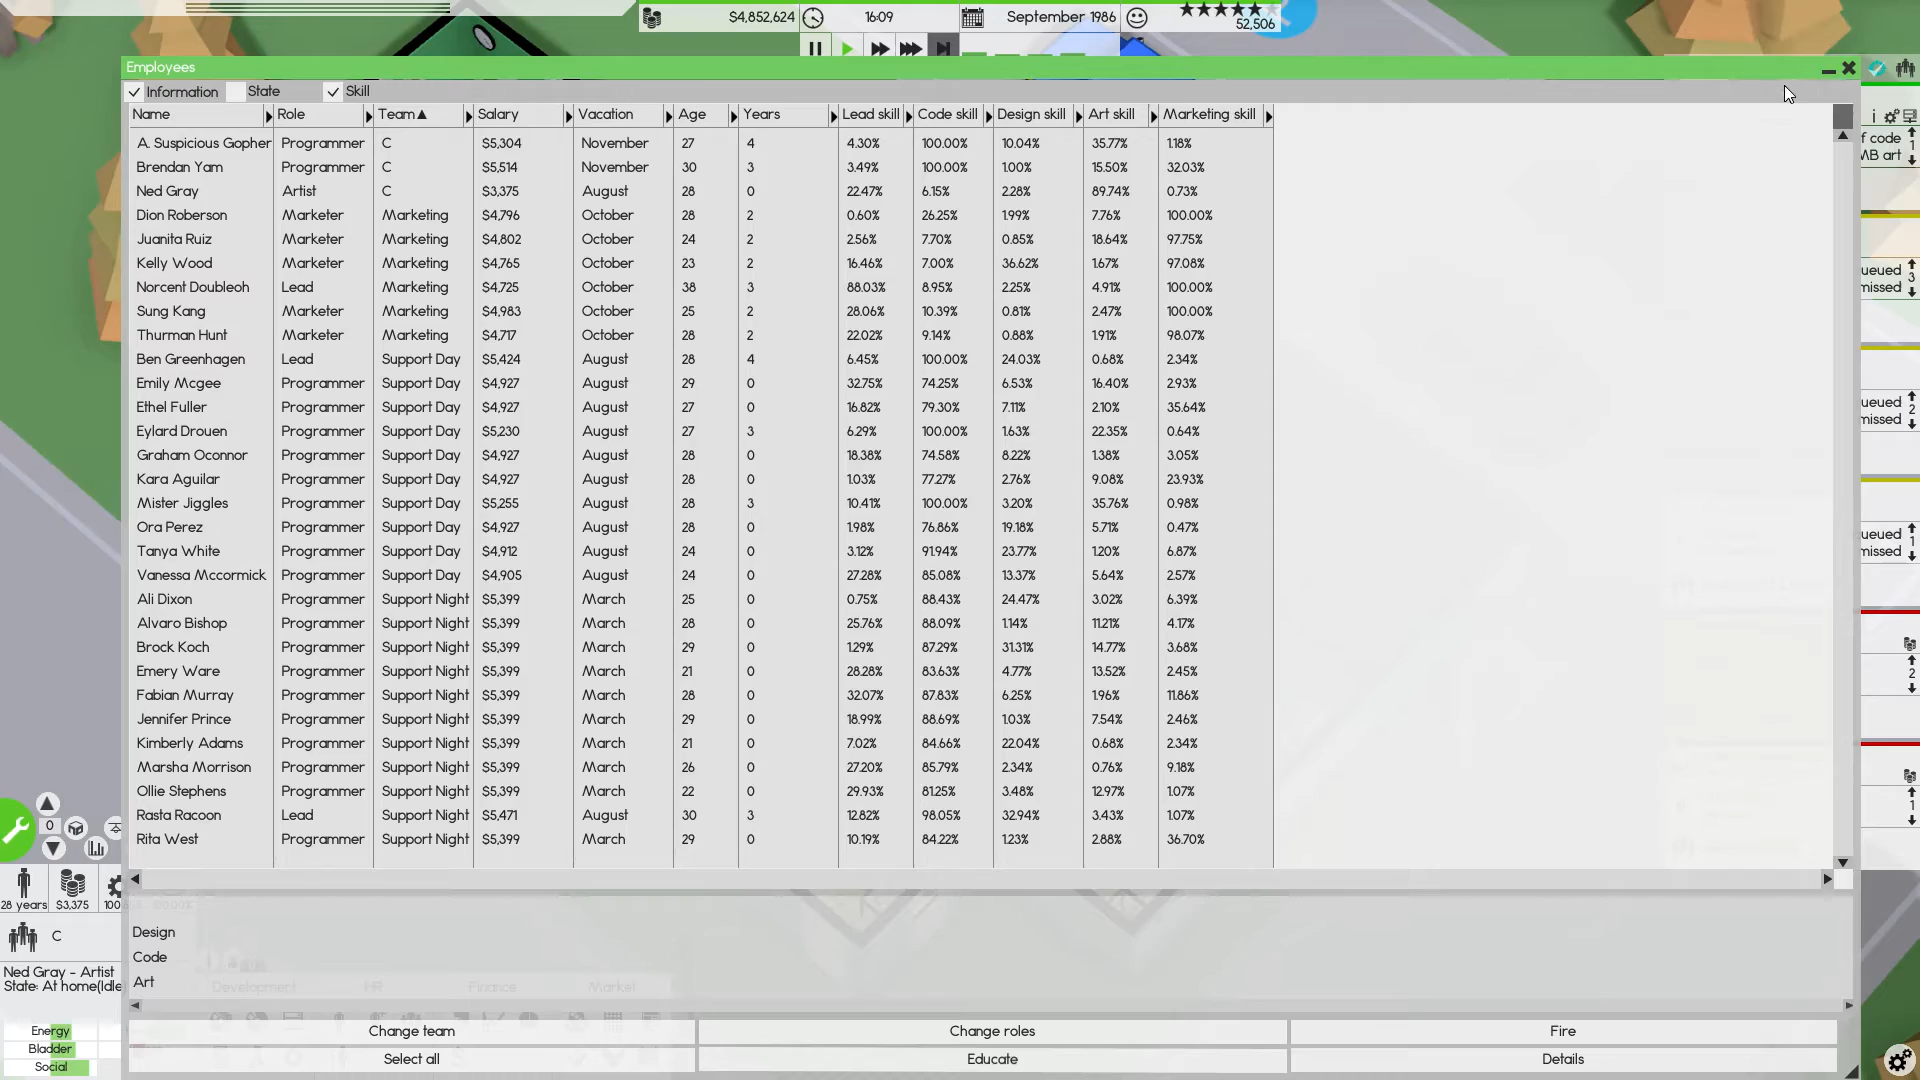 $4,852,624 16:09 September 1986 52,506
Employees
Information State Skill
Name Role Team Salary Vacation Age Years Lead skill Code skill Design skill Art skill Marketing skill
A. Suspicious Gopher Programmer C $5,304 November 27 4 4.30% 100.00% 10.04% 35.77% 1.18%
Brendan Yam Programmer C $5,514 November 30 3 3.49% 100.00% 1.00% 15.50% 32.03%
Ned Gray Artist C $3,375 August 28 0 22.47% 6.15% 2.28% 89.74% 0.73%
Dion Roberson Marketer Marketing $4,796 October 28 2 0.60% 26.25% 1.99% 7.76% 100.00%
Juanita Ruiz Marketer Marketing $4,802 October 24 2 2.56% 7.70% 0.85% 18.64% 97.75%
Kelly Wood Marketer Marketing $4,765 October 23 2 16.46% 7.00% 36.62% 1.67% 97.08%
Norcent Doubleoh Lead Marketing $4,725 October 38 3 88.03% 8.95% 2.25% 4.91% 100.00%
Sung Kang Marketer Marketing $4,983 October 25 2 28.06% 10.39% 0.81% 2.47% 100.00%
Thurman Hunt Marketer Marketing $4,717 October 28 2 22.02% 9.14% 0.88% 1.91% 98.07%
Ben Greenhagen Lead Support Day $5,424 August 28 4 6.45% 100.00% 24.03% 0.68% 2.34%
Emily Mcgee Programmer Support Day $4,927 August 29 0 32.75% 74.25% 6.53% 16.40% 2.93%
Ethel Fuller Programmer Support Day $4,927 August 27 0 16.82% 79.30% 7.11% 2.10% 35.64%
Eylard Drouen Programmer Support Day $5,230 August 27 3 6.29% 100.00% 1.63% 22.35% 0.64%
Graham Oconnor Programmer Support Day $4,927 August 28 0 18.38% 74.58% 8.22% 1.38% 3.05%
Kara Aguilar Programmer Support Day $4,927 August 28 0 1.03% 77.27% 2.76% 9.08% 23.93%
Mister Jiggles Programmer Support Day $5,255 August 28 3 10.41% 100.00% 3.20% 35.76% 0.98%
Ora Perez Programmer Support Day $4,927 August 28 0 1.98% 76.86% 19.18% 5.71% 0.47%
Tanya White Programmer Support Day $4,912 August 24 0 3.12% 91.94% 23.77% 1.20% 6.87%
Vanessa Mccormick Programmer Support Day $4,905 August 24 0 27.28% 85.08% 13.37% 5.64% 2.57%
Ali Dixon Programmer Support Night $5,399 March 25 0 0.75% 88.43% 24.47% 3.02% 6.39%
Alvaro Bishop Programmer Support Night $5,399 March 28 0 25.76% 88.09% 1.14% 11.21% 4.17%
Brock Koch Programmer Support Night $5,399 March 29 0 1.29% 87.29% 31.31% 14.77% 3.68%
Emery Ware Programmer Support Night $5,399 March 21 0 28.28% 83.63% 4.77% 13.52% 2.45%
Fabian Murray Programmer Support Night $5,399 March 28 0 32.07% 87.83% 6.25% 1.96% 11.86%
Jennifer Prince Programmer Support Night $5,399 March 29 0 18.99% 88.69% 1.03% 7.54% 2.46%
Kimberly Adams Programmer Support Night $5,399 March 21 0 7.02% 84.66% 22.04% 0.68% 2.34%
Marsha Morrison Programmer Support Night $5,399 March 26 0 27.20% 85.79% 2.34% 0.76% 9.18%
Ollie Stephens Programmer Support Night $5,399 March 22 0 29.93% 81.25% 3.48% 12.97% 1.07%
Rasta Racoon Lead Support Night $5,471 August 30 3 12.82% 98.05% 32.94% 3.43% 1.07%
Rita West Programmer Support Night $5,399 March 29 0 10.19% 84.22% 1.23% 2.88% 36.70%
f code
1
MB art
ueued
3
missed
ueued
2
missed
ueued
1
missed
2
1
0
28 years $3,375 100
C
Ned Gray - Artist
State: At home(Idle
Energy
Bladder
Social
Design
Code
Art
Development HR Finance Market
Change team Change roles Fire
Select all Educate Details